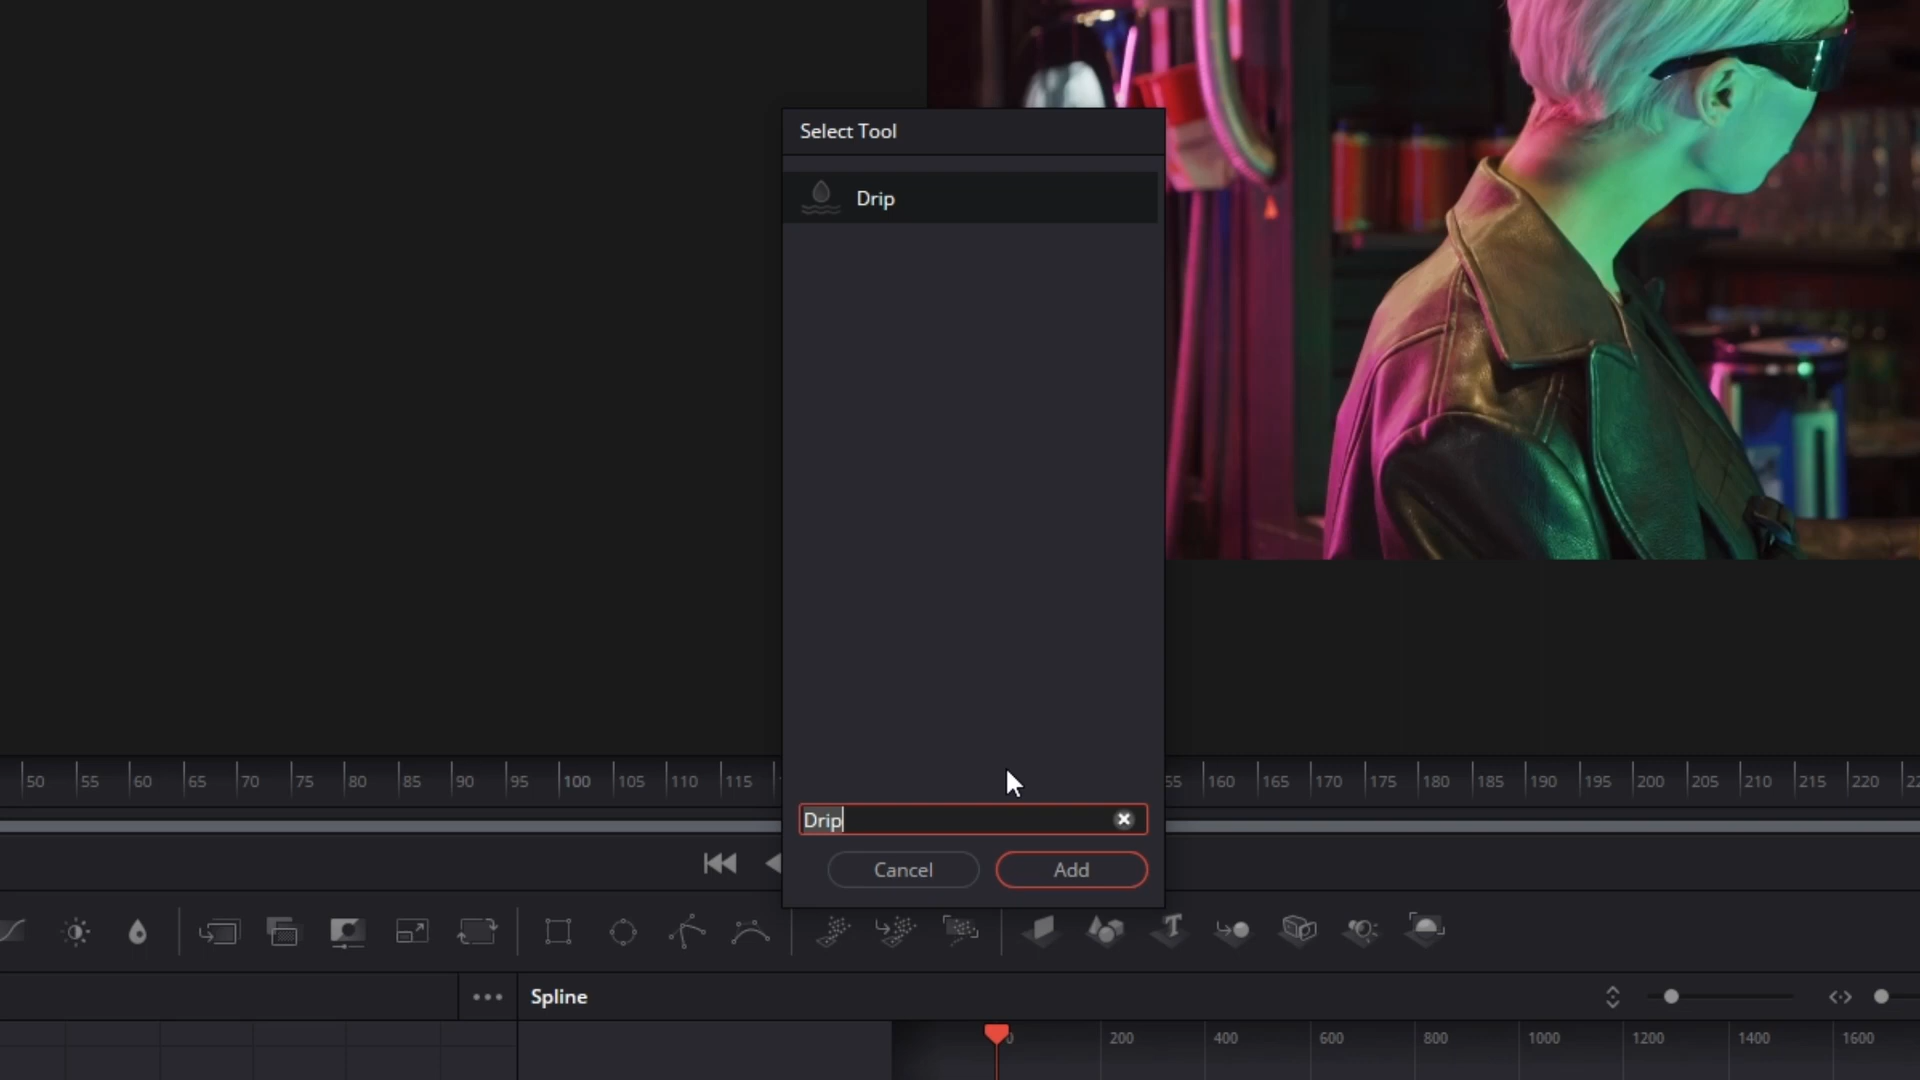 Select Tool
Drip
50 55 60 65 70 75 80 85 90 95 100 105 110 115 55 160 165 170 175 180 185 190 195 200 205 210 215 220
Drip
Cancel Add
Spline
0 200 400 600 800 1000 1200 1400 1600